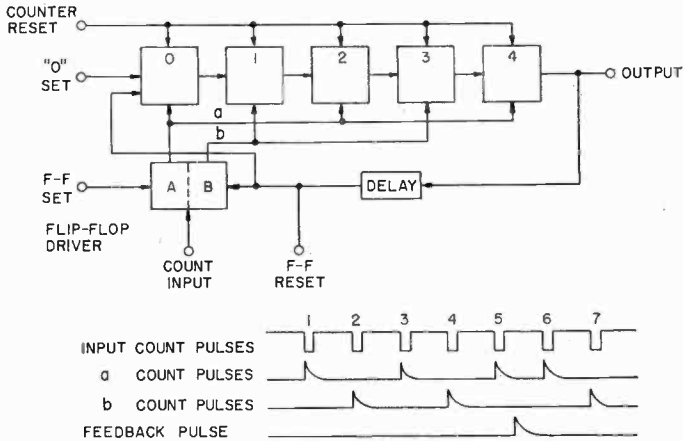 COUNTER
RESET
0 1 2 3 4
"O"
SET
OUTPUT
a
b
F-F
SET
A B
DELAY
FLIP-FLOP
DRIVER
COUNT
INPUT
F-F
RESET
1 2 3 4 5 6 7
INPUT COUNT PULSES
a COUNT PULSES
b COUNT PULSES
FEEDBACK PULSE